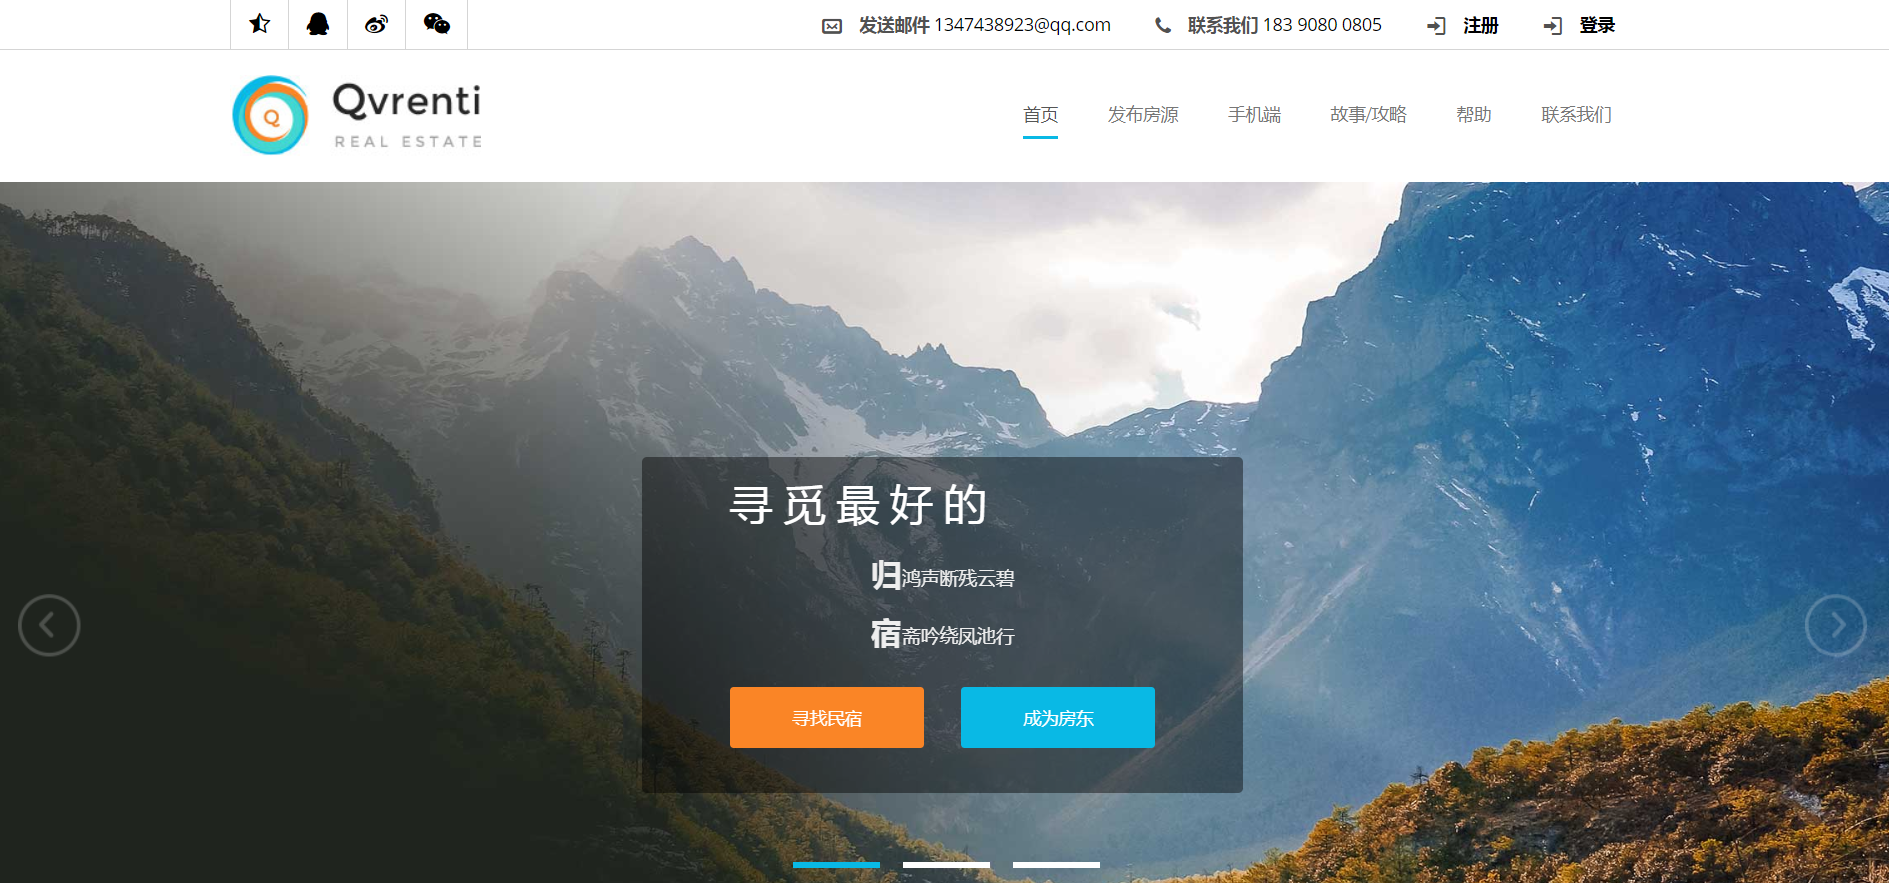 发送邮件 1347438923@qq.com 联系我们 183 9080 0805 注册 登录
Q
Qvrenti
REAL ESTATE
首页 发布房源 手机端 故事/攻略 帮助 联系我们
寻觅最好的
归鸿声断残云碧
宿斋吟绕凤池行
寻找民宿 成为房东